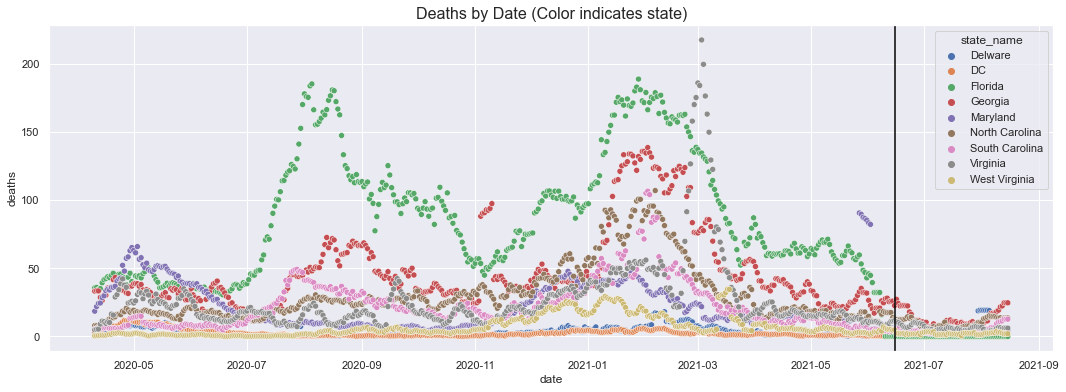 Deaths by Date (Color indicates state)
deaths
200
150
100
50
0
2020-05
2020-07
2020-09
2020-11
2021-01
2021-03
2021-05
2021-07
2021-09
date
state_name
Delware
DC
Florida
Georgia
Maryland
North Carolina
South Carolina
Virginia
West Virginia